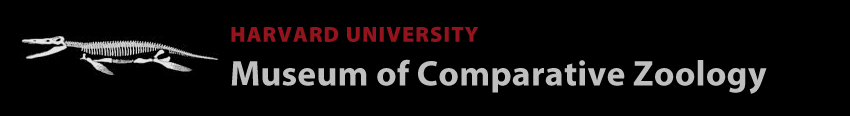 HARVARD UNIVERSITY
Museum of Comparative Zoology